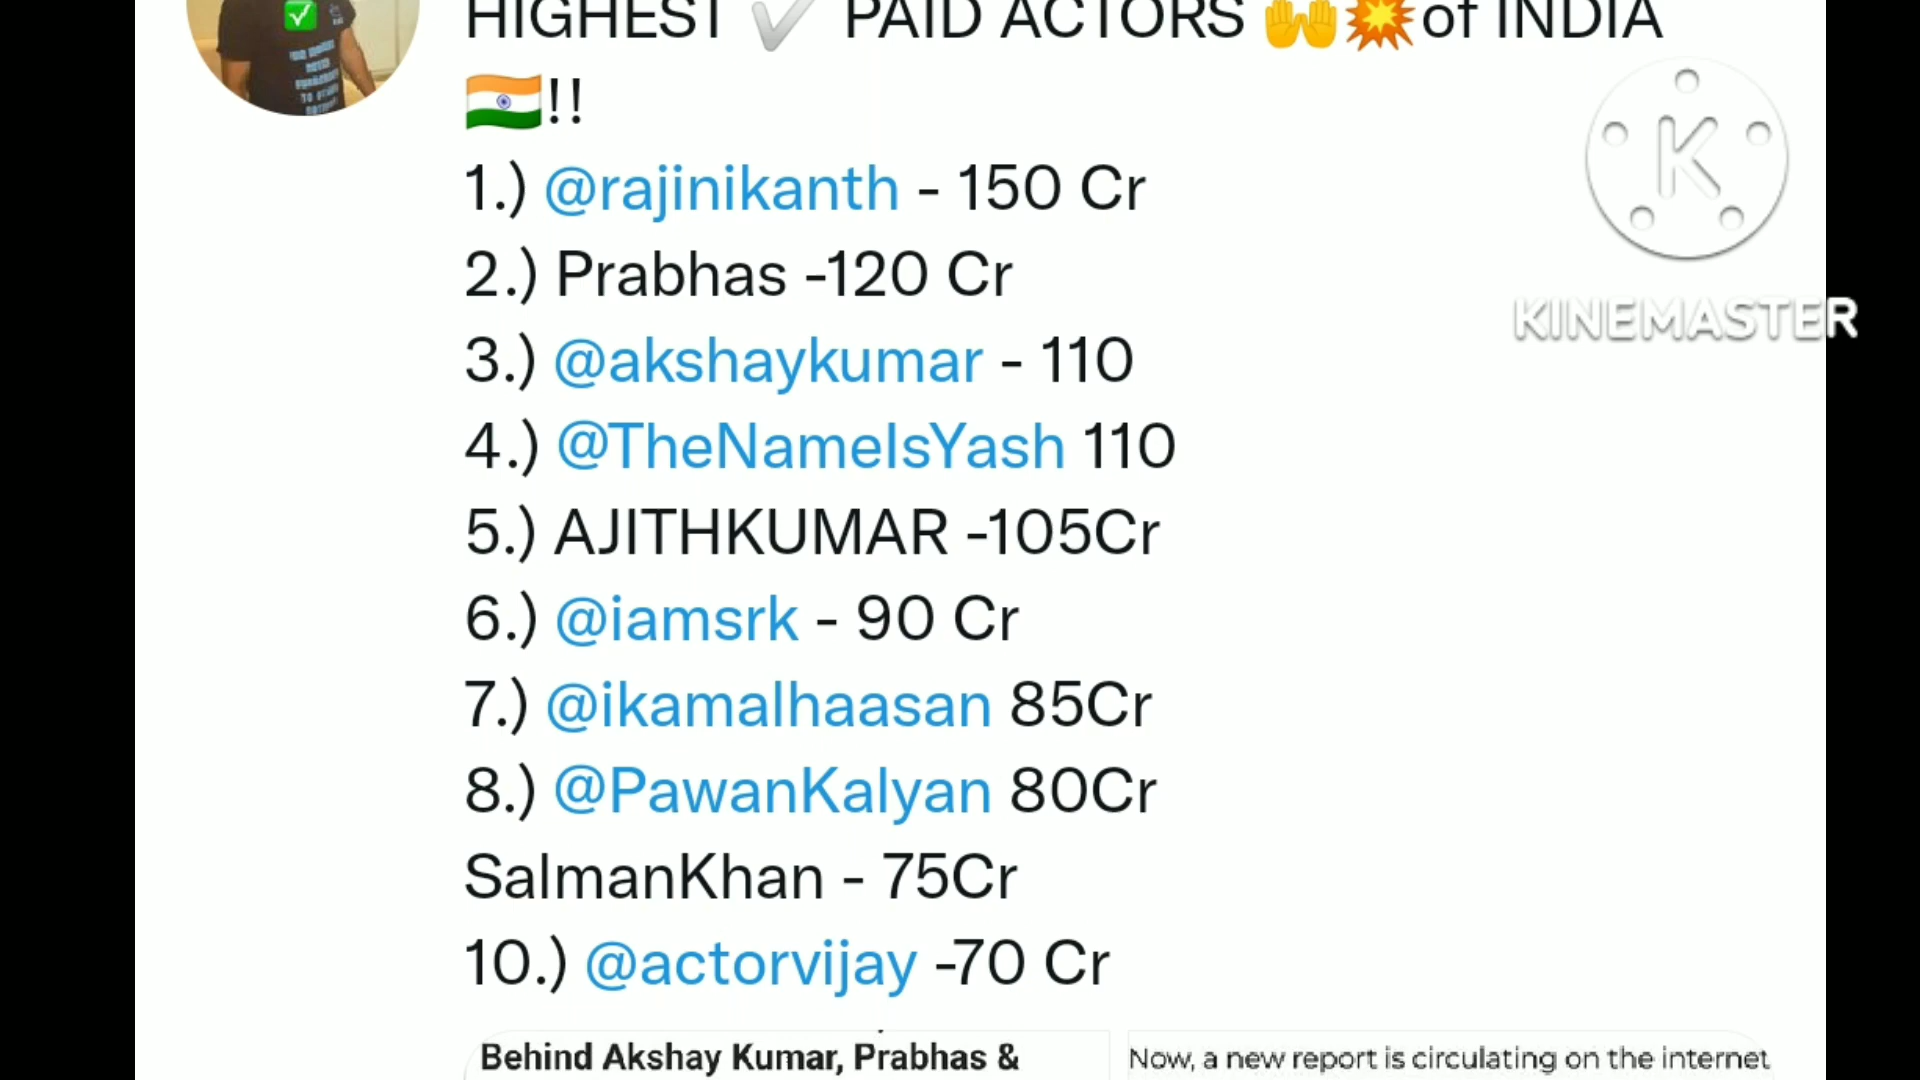 HIGHEST ✔️ PAID ACTORS 🙌💥of INDIA
🇮🇳!!
1.) @rajinikanth - 150 Cr
2.) Prabhas -120 Cr
3.) @akshaykumar - 110
4.) @TheNameIsYash 110
5.) AJITHKUMAR -105Cr
6.) @iamsrk - 90 Cr
7.) @ikamalhaasan 85Cr
8.) @PawanKalyan 80Cr
SalmanKhan - 75Cr
10.) @actorvijay -70 Cr
Behind Akshay Kumar, Prabhas &
Now, a new report is circulating on the internet
K
KINEMASTER